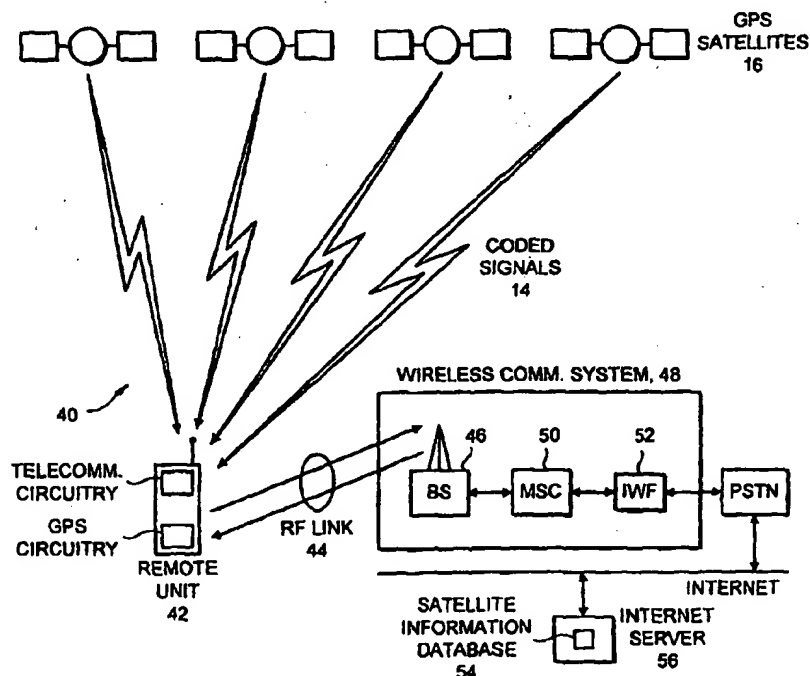 GPS
SATELLITES
16
CODED
SIGNALS
14
WIRELESS COMM. SYSTEM, 48
40
46
50
52
BS
MSC
IWF
PSTN
TELECOMM.
CIRCUITRY
GPS
CIRCUITRY
RF LINK
44
REMOTE
UNIT
42
INTERNET
SATELLITE
INFORMATION
DATABASE
54
INTERNET
SERVER
56